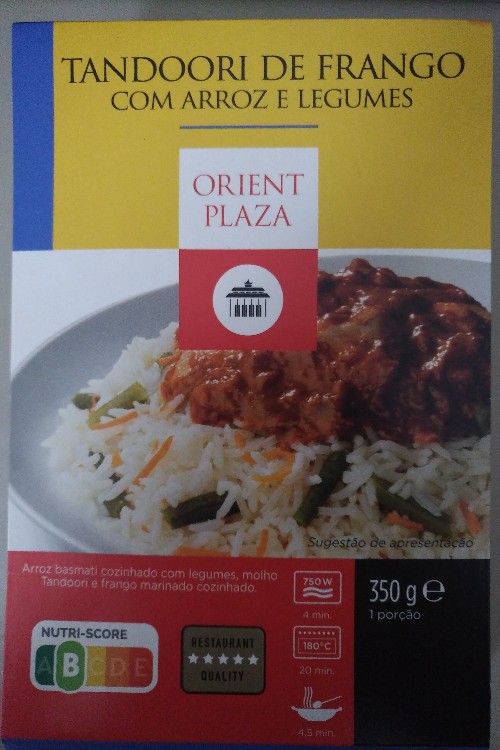 TANDOORI DE FRANGO
COM ARROZ E LEGUMES
ORIENT
PLAZA
Sugestão de apresentação
Arroz basmati cozinhado com legumes, molho
Tandoori e frango marinado cozinhado.
750 W
4 min.
350 g ℮
1 porção
NUTRI-SCORE
A B C D E
RESTAURANT
QUALITY
180°C
20 min.
4,5 min.